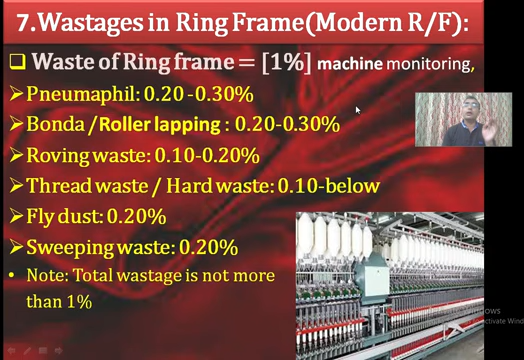 7.Wastages in Ring Frame(Modern R/F):
Waste of Ring frame = [1%] machine monitoring,
Pneumaphil: 0.20 -0.30%
Bonda /Roller lapping : 0.20-0.30%
Roving waste: 0.10-0.20%
Thread waste / Hard waste: 0.10-below
Fly dust: 0.20%
Sweeping waste: 0.20%
Note: Total wastage is not more
than 1%